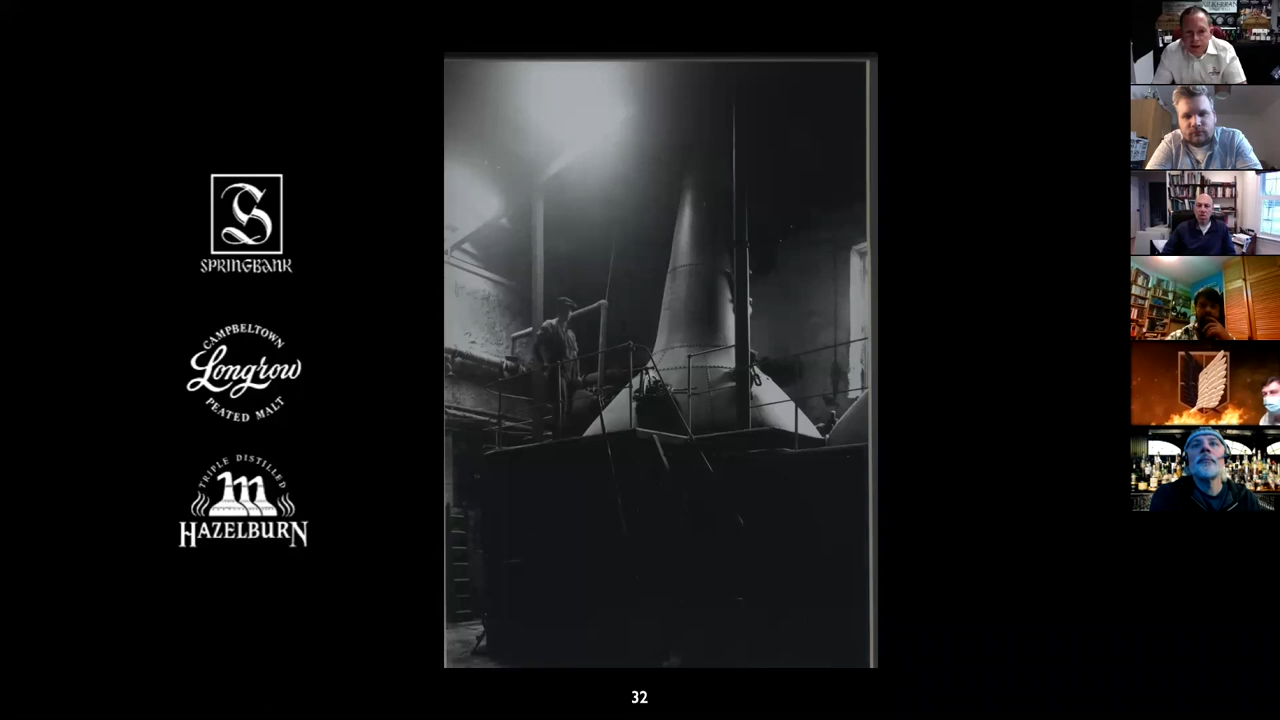 SPRINGBANK
CAMPBELTOWN
Longrow
PEATED MALT
TRIPLE DISTILLED
HAZELBURN
32